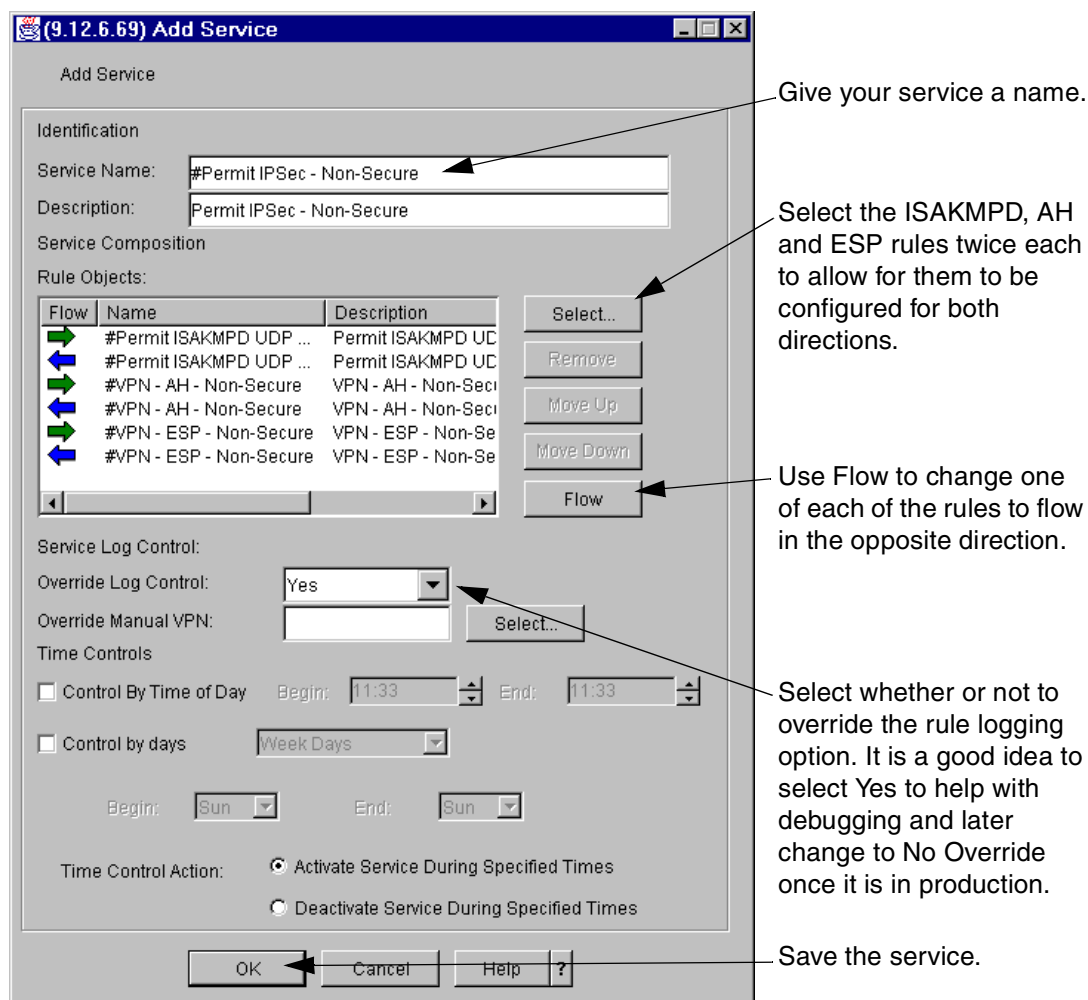 (9.12.6.69) Add Service
Add Service
Identification
Service Name: #Permit IPSec - Non-Secure
Description: Permit IPSec - Non-Secure
Service Composition
Rule Objects:
Flow Name Description
#Permit ISAKMPD UDP ... Permit ISAKMPD UD
#Permit ISAKMPD UDP ... Permit ISAKMPD UD
#VPN - AH - Non-Secure VPN - AH - Non-Secu
#VPN - AH - Non-Secure VPN - AH - Non-Secu
#VPN - ESP - Non-Secure VPN - ESP - Non-Se
#VPN - ESP - Non-Secure VPN - ESP - Non-Se
Select...
Remove
Move Up
Move Down
Flow
Service Log Control:
Override Log Control: Yes
Override Manual VPN: Select...
Time Controls
Control By Time of Day Begin: 11:33 End: 11:33
Control by days Week Days
Begin: Sun End: Sun
Time Control Action: Activate Service During Specified Times
Deactivate Service During Specified Times
OK Cancel Help ?
Give your service a name.
Select the ISAKMPD, AH
and ESP rules twice each
to allow for them to be
configured for both
directions.
Use Flow to change one
of each of the rules to flow
in the opposite direction.
Select whether or not to
override the rule logging
option. It is a good idea to
select Yes to help with
debugging and later
change to No Override
once it is in production.
Save the service.